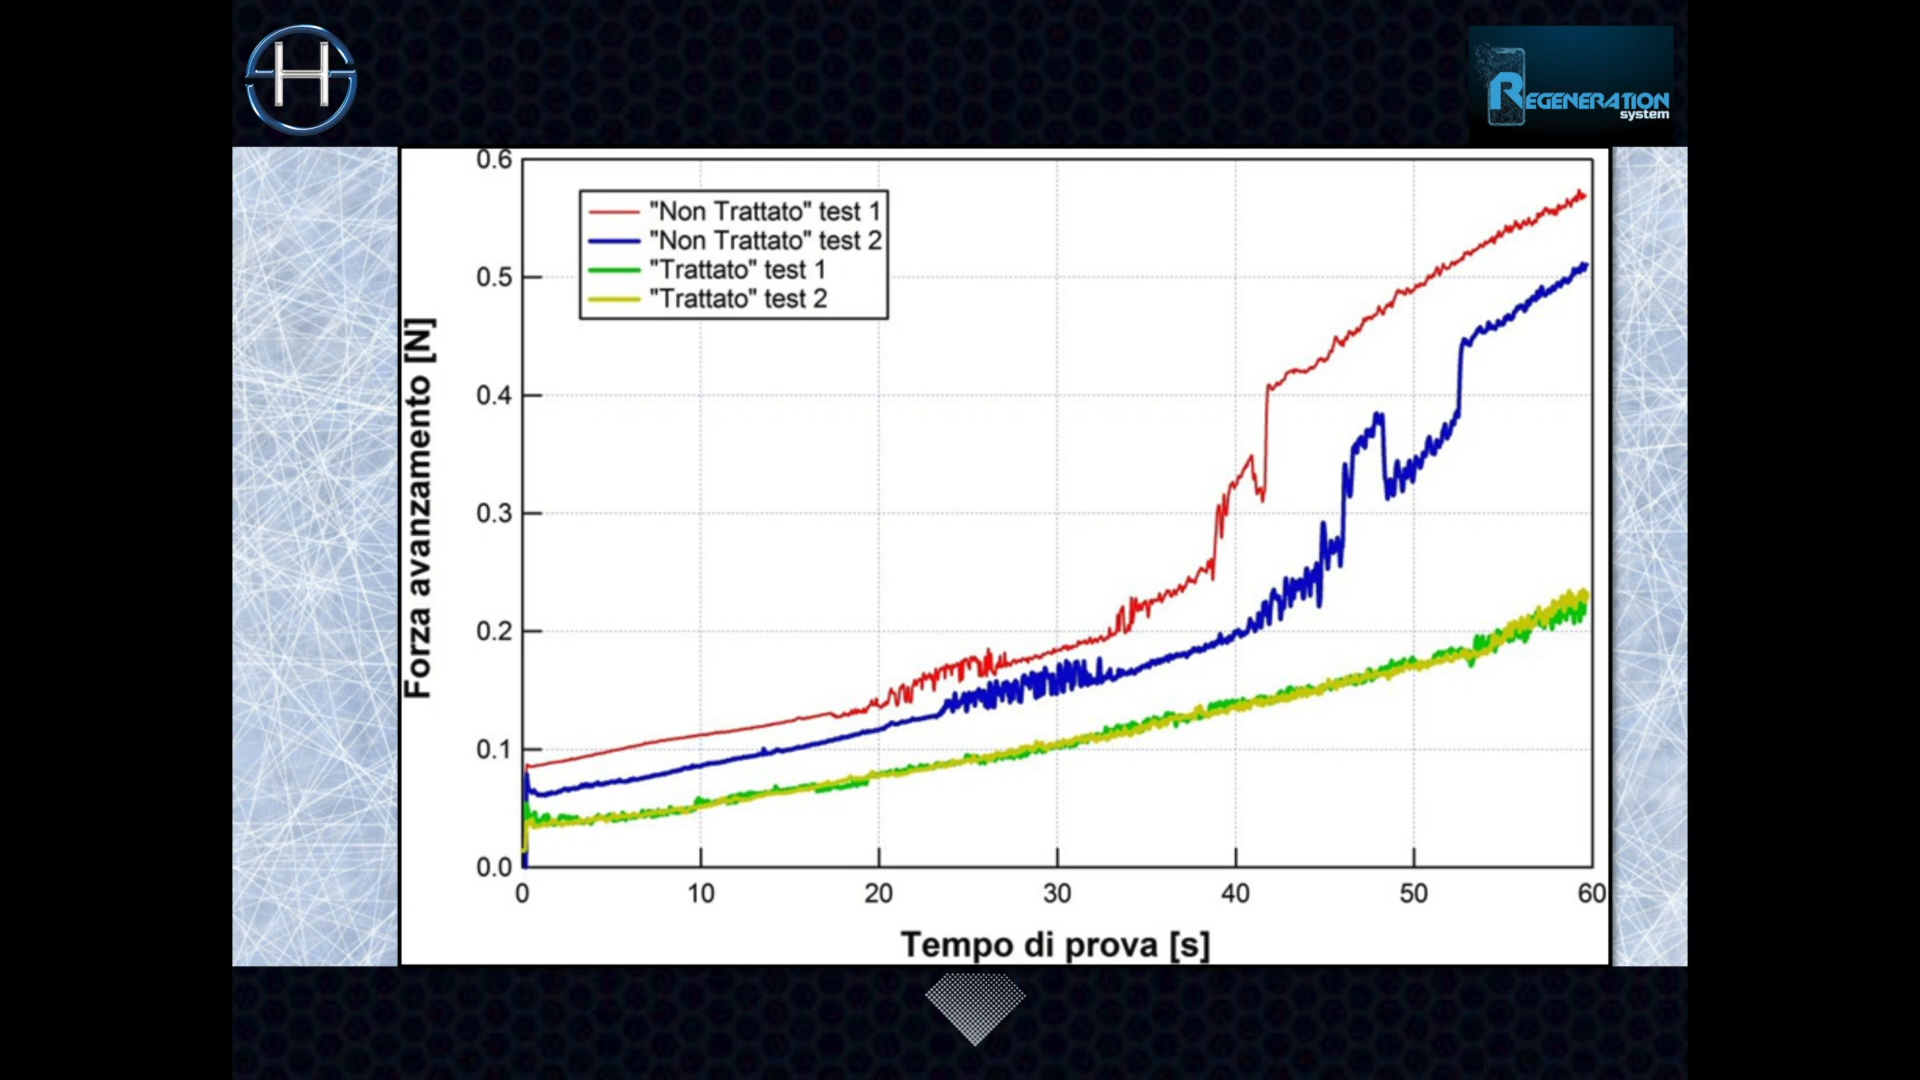 H
REGENERATION
system
0.6
"Non Trattato" test 1
"Non Trattato" test 2
"Trattato" test 1
"Trattato" test 2
0.5
0.4
0.3
0.2
0.1
0.0
Forza avanzamento [N]
0 10 20 30 40 50 60
Tempo di prova [s]